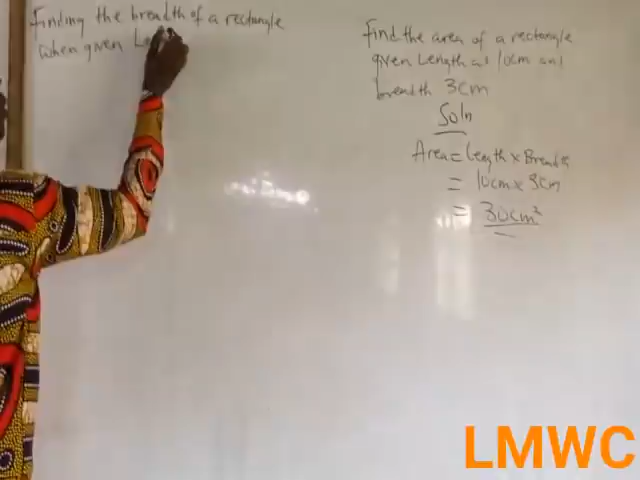 Finding the breadth of a rectangle
when given Le
Find the area of a rectangle
given Length as 10cm and
breadth 3cm
Soln
Area = Length × Breadth
= 10cm × 3cm
= 30cm²
LMWC